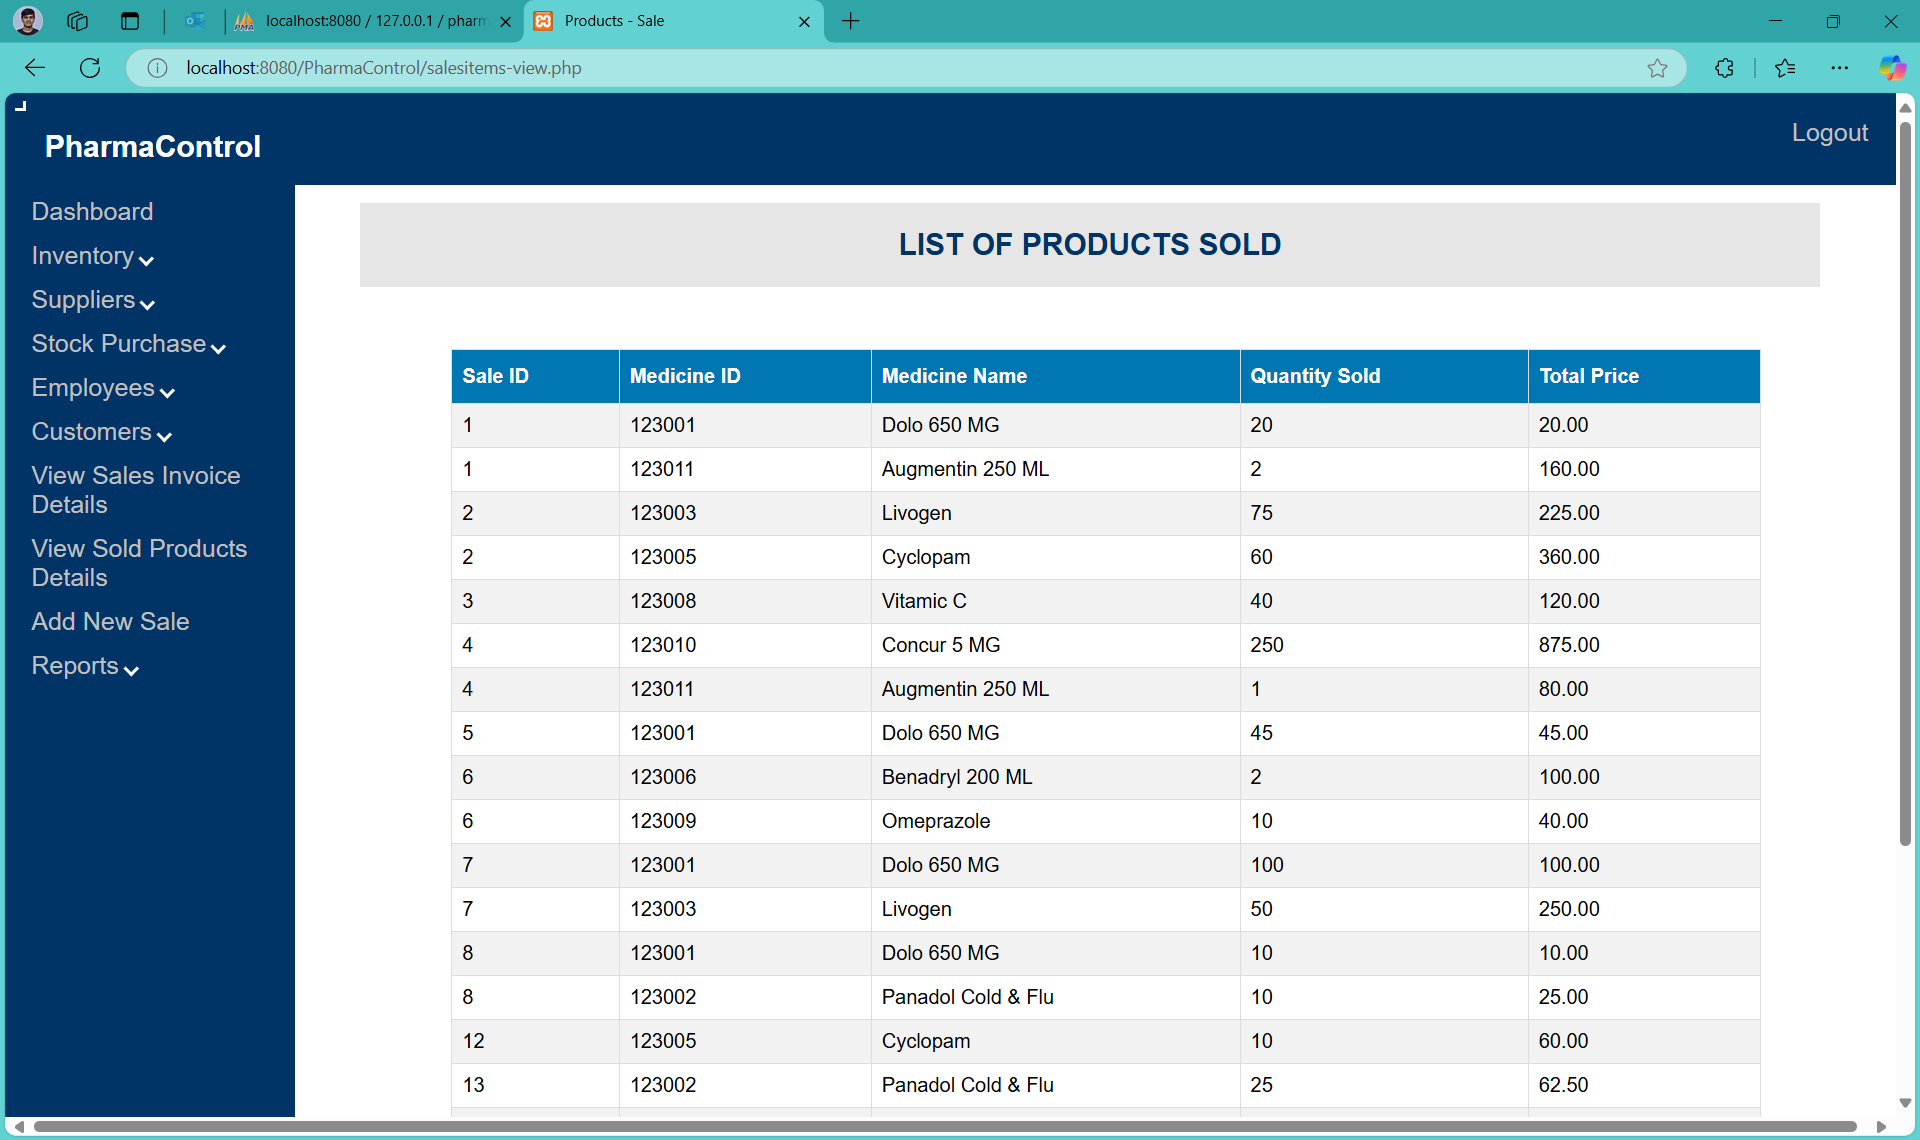 localhost:8080 / 127.0.0.1 / pharm
Products - Sale
localhost:8080/PharmaControl/salesitems-view.php
PharmaControl
Logout
Dashboard
Inventory
Suppliers
Stock Purchase
Employees
Customers
View Sales Invoice
Details
View Sold Products
Details
Add New Sale
Reports
LIST OF PRODUCTS SOLD
Sale ID Medicine ID Medicine Name Quantity Sold Total Price
1 123001 Dolo 650 MG 20 20.00
1 123011 Augmentin 250 ML 2 160.00
2 123003 Livogen 75 225.00
2 123005 Cyclopam 60 360.00
3 123008 Vitamic C 40 120.00
4 123010 Concur 5 MG 250 875.00
4 123011 Augmentin 250 ML 1 80.00
5 123001 Dolo 650 MG 45 45.00
6 123006 Benadryl 200 ML 2 100.00
6 123009 Omeprazole 10 40.00
7 123001 Dolo 650 MG 100 100.00
7 123003 Livogen 50 250.00
8 123001 Dolo 650 MG 10 10.00
8 123002 Panadol Cold & Flu 10 25.00
12 123005 Cyclopam 10 60.00
13 123002 Panadol Cold & Flu 25 62.50